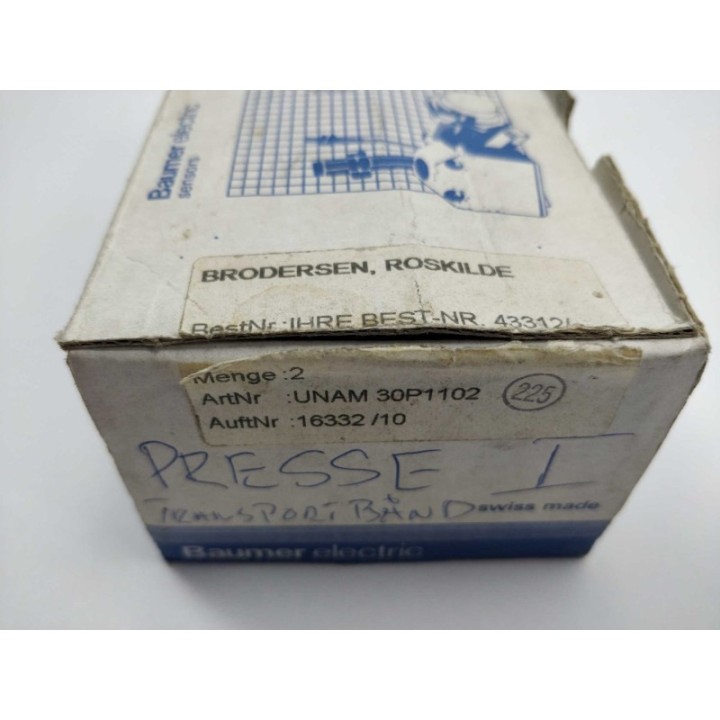 Baumer electric
sensors
BRODERSEN, ROSKILDE
BestNr :IHRE BEST-NR. 43312/
Menge :2
ArtNr :UNAM 30P1102 225
AuftNr :16332 /10
PRESSE I
TRANSPORTBÅND swiss made
Baumer electric